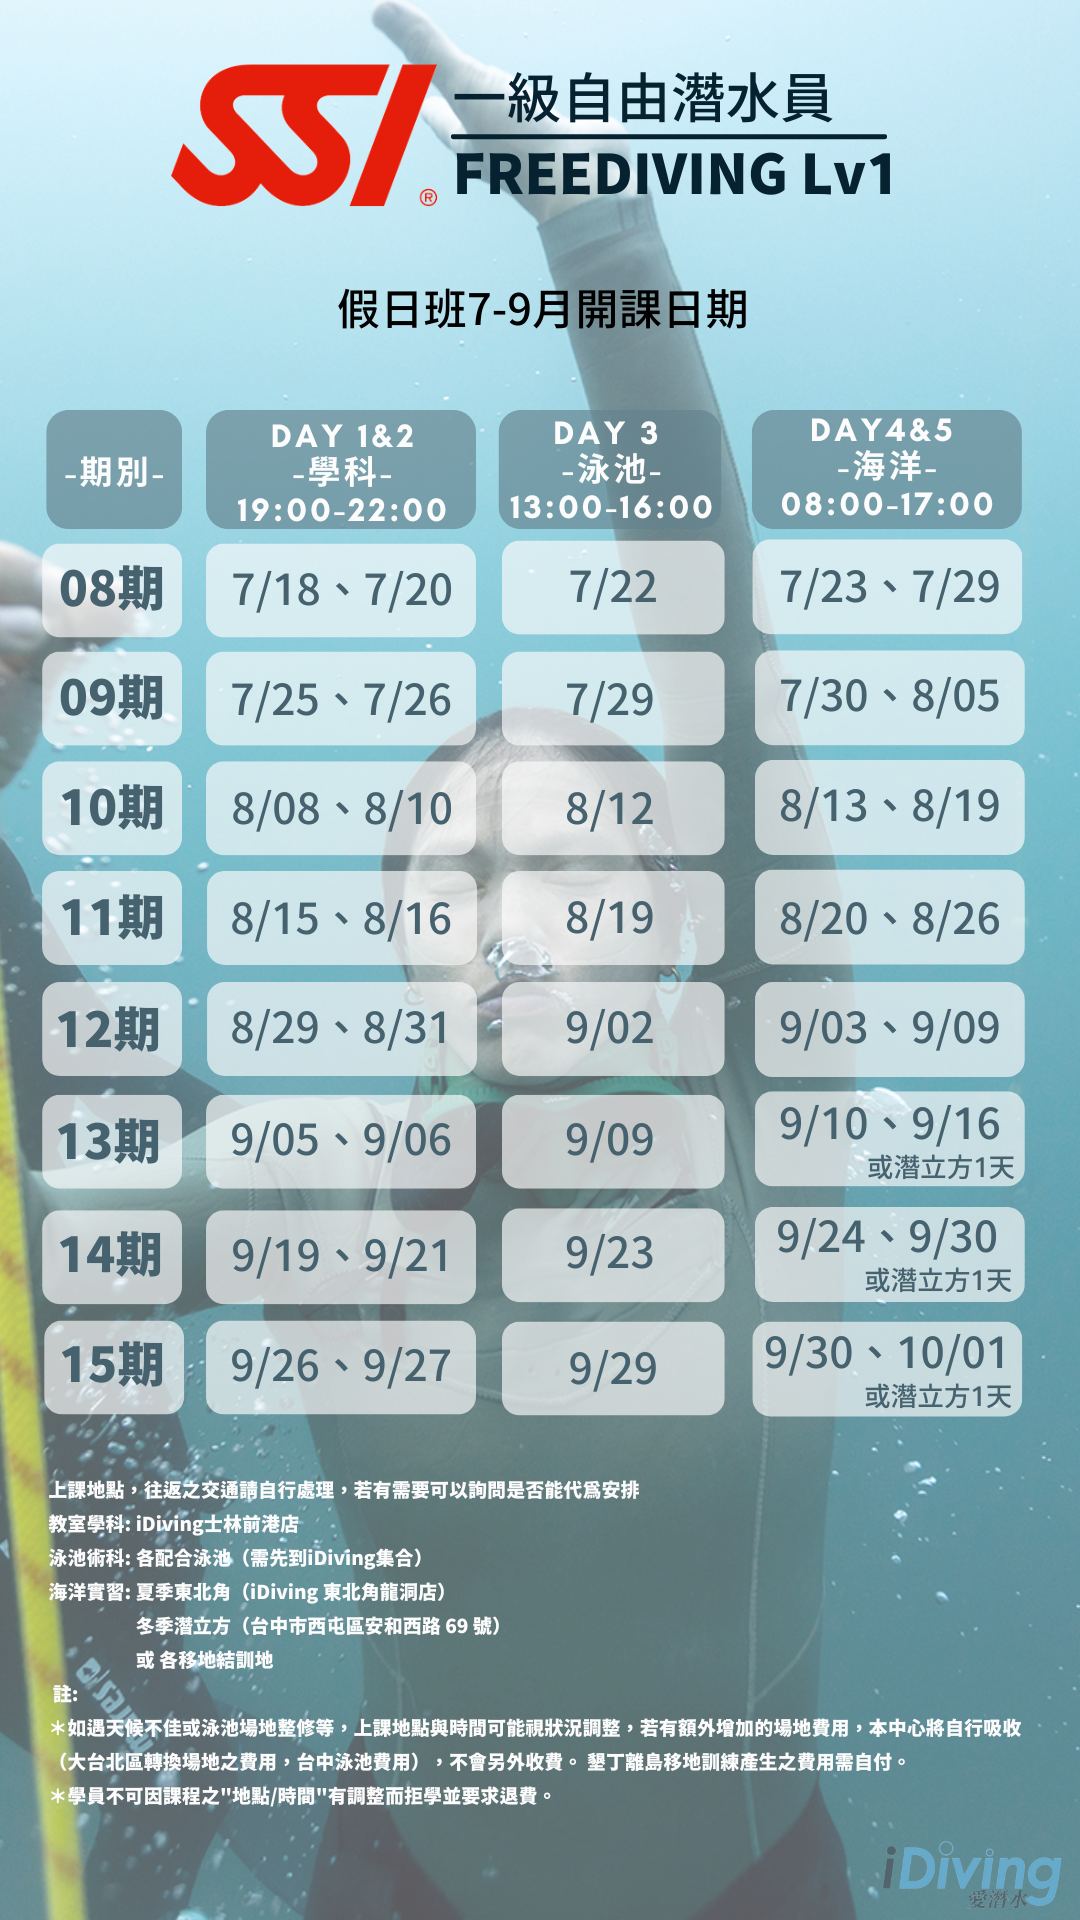 SSI®
一級自由潛水員
FREEDIVING Lv1
假日班7-9月開課日期
-期別-
DAY 1&2
-學科-
19:00-22:00
DAY 3
-泳池-
13:00-16:00
DAY4&5
-海洋-
08:00-17:00
08期 7/18、7/20 7/22 7/23、7/29
09期 7/25、7/26 7/29 7/30、8/05
10期 8/08、8/10 8/12 8/13、8/19
11期 8/15、8/16 8/19 8/20、8/26
12期 8/29、8/31 9/02 9/03、9/09
13期 9/05、9/06 9/09 9/10、9/16
或潛立方1天
14期 9/19、9/21 9/23 9/24、9/30
或潛立方1天
15期 9/26、9/27 9/29 9/30、10/01
或潛立方1天
上課地點，往返之交通請自行處理，若有需要可以詢問是否能代為安排
教室學科: iDiving士林前港店
泳池術科: 各配合泳池（需先到iDiving集合）
海洋實習: 夏季東北角（iDiving 東北角龍洞店）
冬季潛立方（台中市西屯區安和西路 69 號）
或 各移地結訓地
註:
＊如遇天候不佳或泳池場地整修等，上課地點與時間可能視狀況調整，若有額外增加的場地費用，本中心將自行吸收
（大台北區轉換場地之費用，台中泳池費用），不會另外收費。 墾丁離島移地訓練產生之費用需自付。
＊學員不可因課程之"地點/時間"有調整而拒學並要求退費。
iDiving
愛潛水